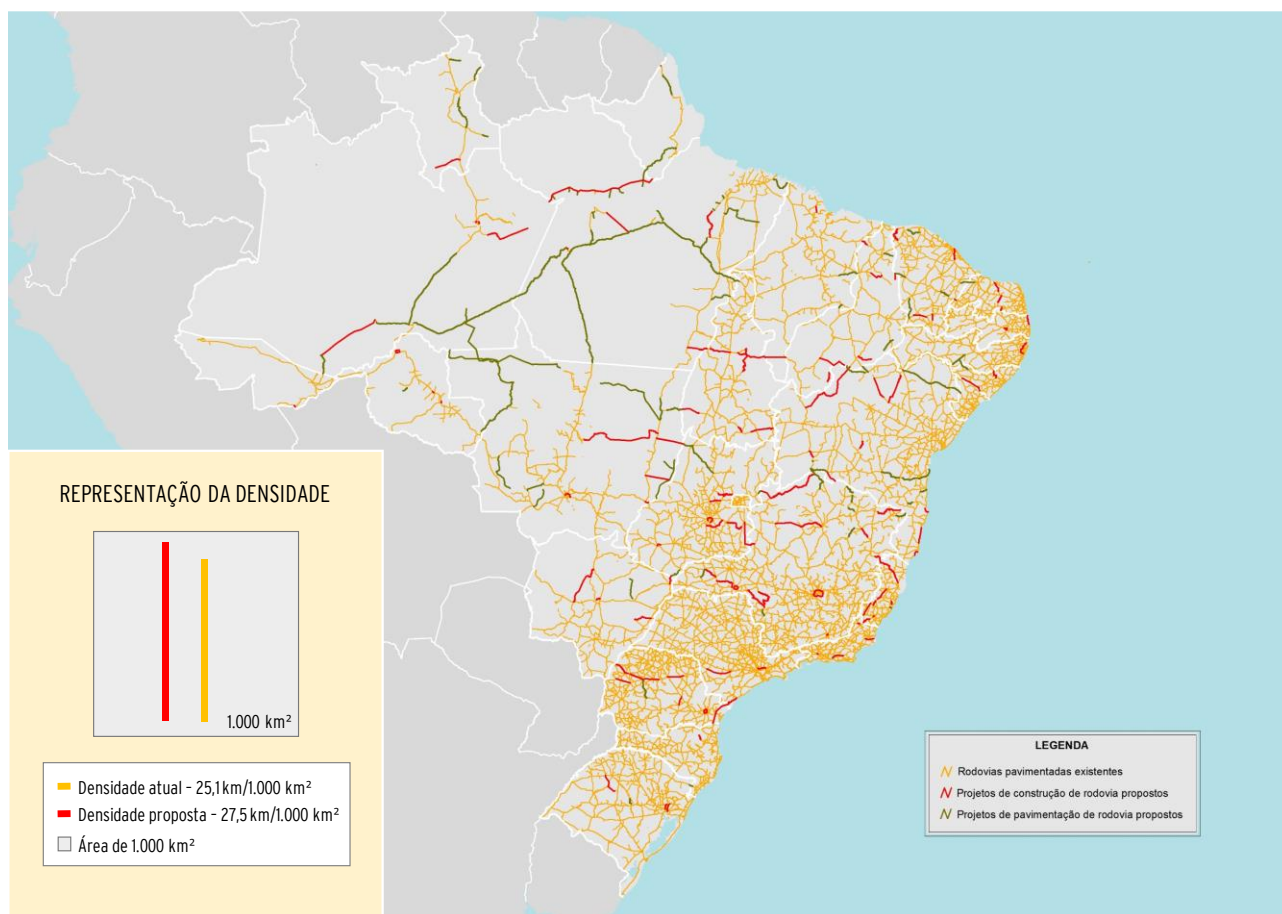 REPRESENTAÇÃO DA DENSIDADE
1.000 km²
Densidade atual - 25,1 km/1.000 km²
Densidade proposta - 27,5 km/1.000 km²
Área de 1.000 km²
LEGENDA
Rodovias pavimentadas existentes
Projetos de construção de rodovia propostos
Projetos de pavimentação de rodovia propostos